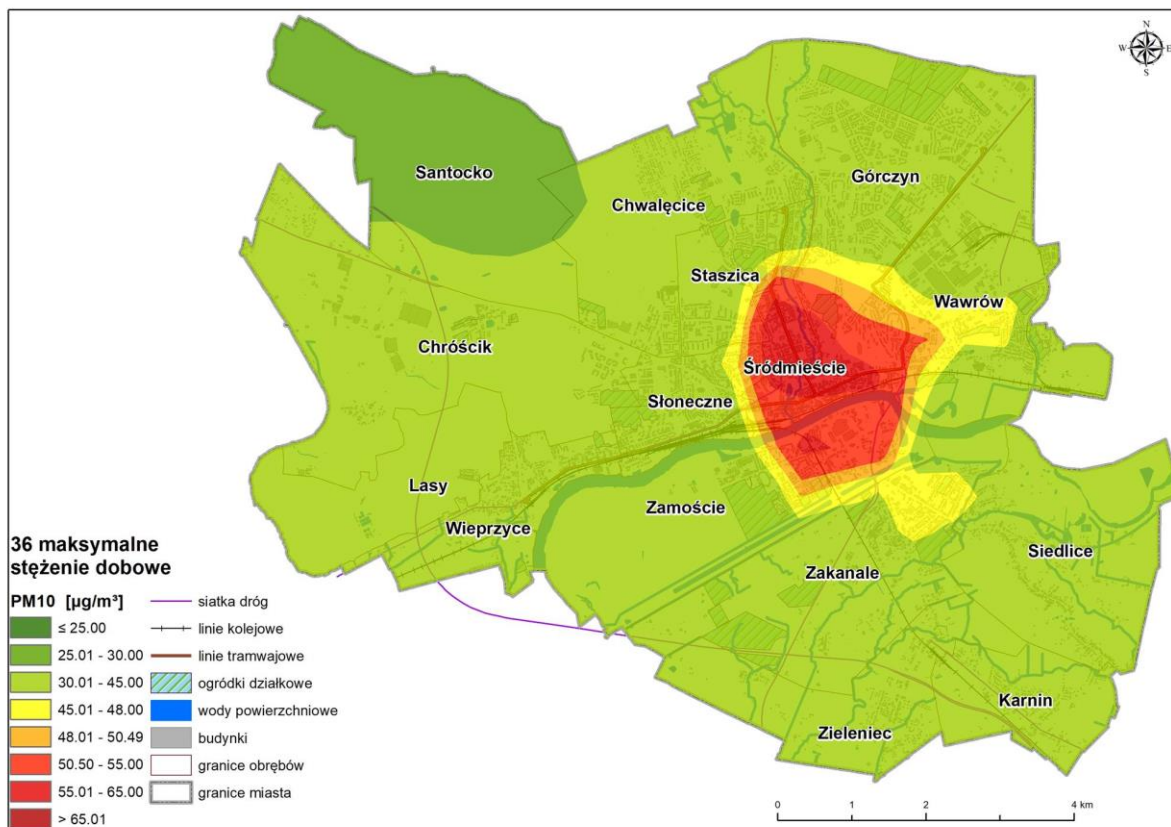 N
W E
S
Santocko
Górczyn
Chwalęcice
Staszica
Wawrów
Chróścik
Śródmieście
Słoneczne
Lasy
Zamoście
Wieprzyce
Siedlice
Zakanale
Karnin
Zieleniec
36 maksymalne
stężenie dobowe
PM10 [µg/m³]
≤ 25.00
25.01 - 30.00
30.01 - 45.00
45.01 - 48.00
48.01 - 50.49
50.50 - 55.00
55.01 - 65.00
> 65.01
siatka dróg
linie kolejowe
linie tramwajowe
ogródki działkowe
wody powierzchniowe
budynki
granice obrębów
granice miasta
0 1 2 4 km